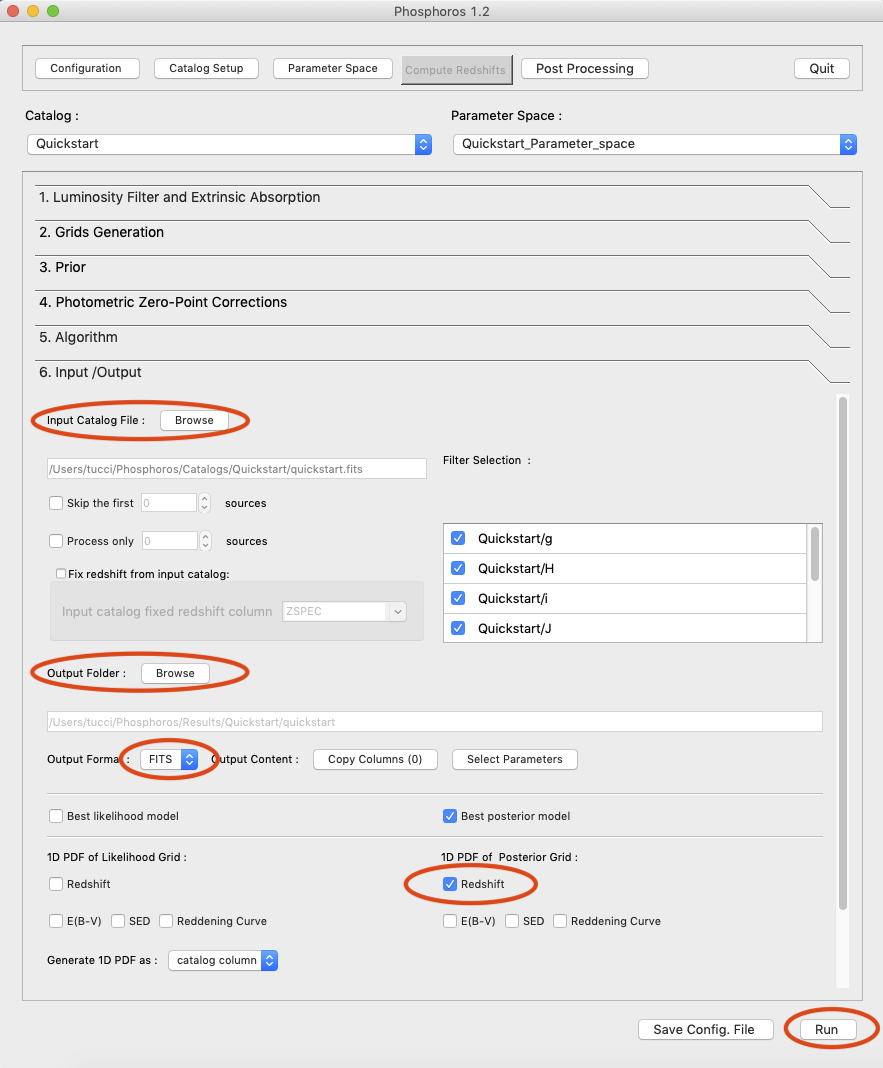 Phosphoros 1.2
Configuration Catalog Setup Parameter Space Compute Redshifts Post Processing Quit
Catalog : Parameter Space :
Quickstart Quickstart_Parameter_space
1. Luminosity Filter and Extrinsic Absorption
2. Grids Generation
3. Prior
4. Photometric Zero-Point Corrections
5. Algorithm
6. Input /Output
Input Catalog File : Browse
Filter Selection :
/Users/tucci/Phosphoros/Catalogs/Quickstart/quickstart.fits
Skip the first 0 sources
Quickstart/g
Process only 0 sources
Quickstart/H
Fix redshift from input catalog:
Quickstart/i
Input catalog fixed redshift column ZSPEC
Quickstart/J
Output Folder : Browse
/Users/tucci/Phosphoros/Results/Quickstart/quickstart
Output Format : FITS Output Content : Copy Columns (0) Select Parameters
Best likelihood model Best posterior model
1D PDF of Likelihood Grid : 1D PDF of Posterior Grid :
Redshift Redshift
E(B-V) SED Reddening Curve E(B-V) SED Reddening Curve
Generate 1D PDF as : catalog column
Save Config. File Run